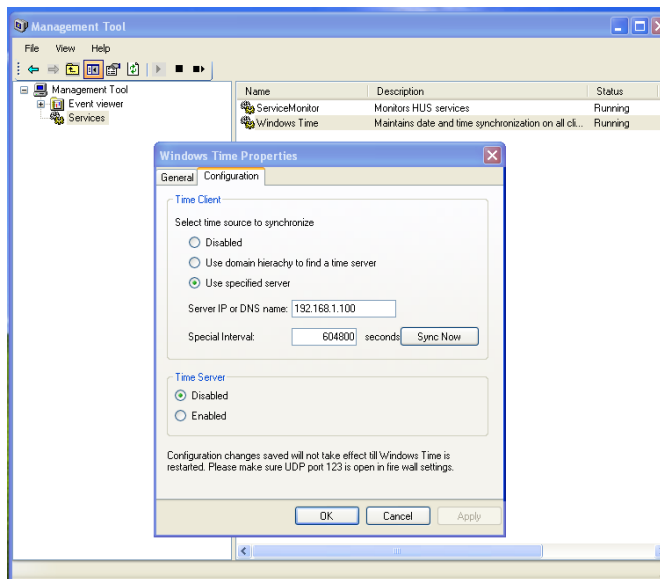 Management Tool
File View Help
Management Tool
Event viewer
Services
Name Description Status
ServiceMonitor Monitors HUS services Running
Windows Time Maintains date and time synchronization on all cli... Running
Windows Time Properties
General Configuration
Time Client
Select time source to synchronize
Disabled
Use domain hierachy to find a time server
Use specified server
Server IP or DNS name: 192.168.1.100
Special Interval: 604800 seconds Sync Now
Time Server
Disabled
Enabled
Configuration changes saved will not take effect till Windows Time is
restarted. Please make sure UDP port 123 is open in fire wall settings.
OK Cancel Apply